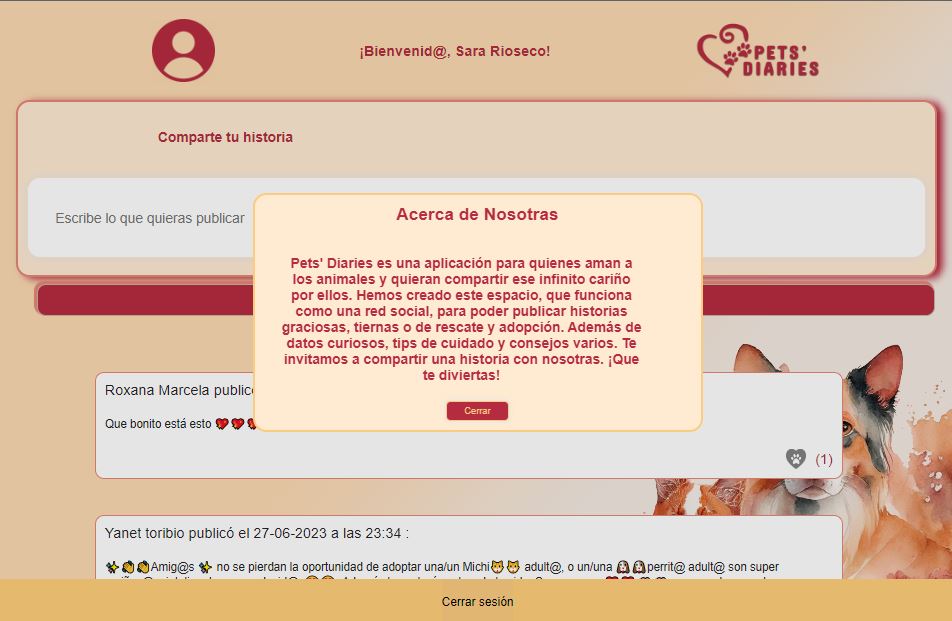 ¡Bienvenid@, Sara Rioseco!
PETS'
DIARIES
Comparte tu historia
Escribe lo que quieras publicar
Acerca de Nosotras
Pets' Diaries es una aplicación para quienes aman a
los animales y quieran compartir ese infinito cariño
por ellos. Hemos creado este espacio, que funciona
como una red social, para poder publicar historias
graciosas, tiernas o de rescate y adopción. Además de
datos curiosos, tips de cuidado y consejos varios. Te
invitamos a compartir una historia con nosotras. ¡Que
te diviertas!
Cerrar
Roxana Marcela publicó
Que bonito está esto
(1)
Yanet toribio publicó el 27-06-2023 a las 23:34 :
Amig@s no se pierdan la oportunidad de adoptar una/un Michi adult@, o un/una perrit@ adult@ son super
Cerrar sesión